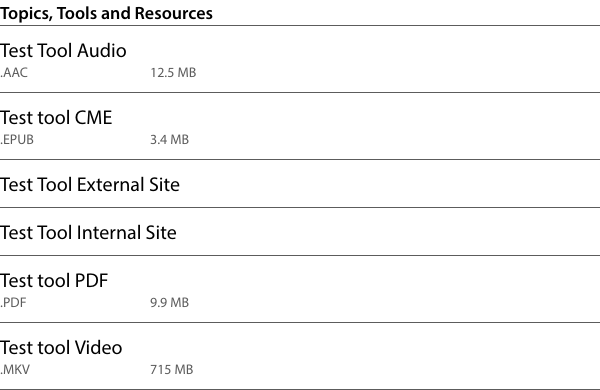 Topics, Tools and Resources
Test Tool Audio
.AAC 12.5 MB
Test tool CME
.EPUB 3.4 MB
Test Tool External Site
Test Tool Internal Site
Test tool PDF
.PDF 9.9 MB
Test tool Video
.MKV 715 MB